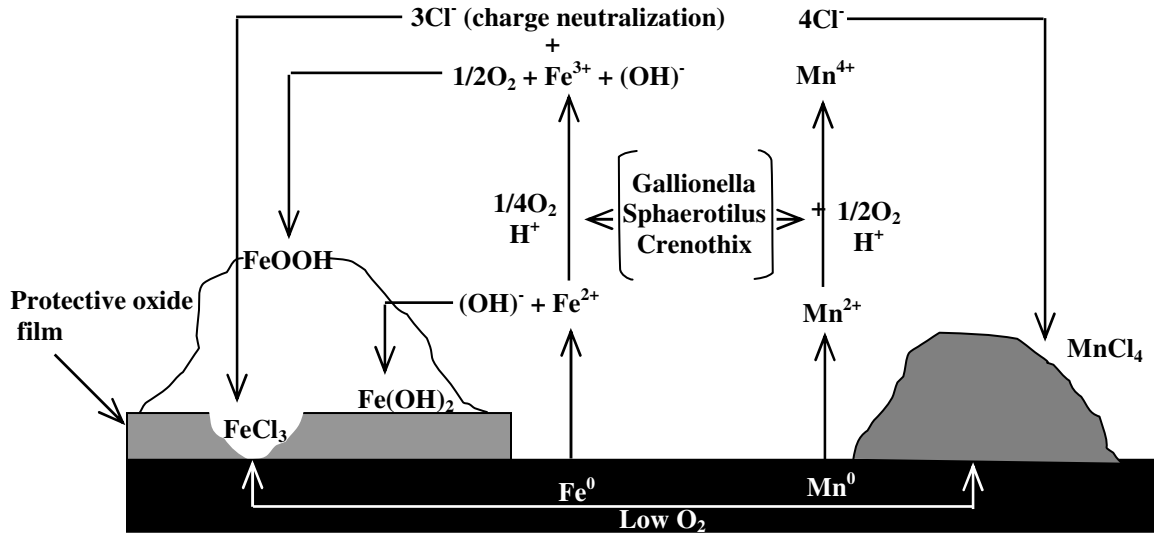 3Cl⁻ (charge neutralization)
4Cl⁻
+
1/2O₂ + Fe³⁺ + (OH)⁻
Mn⁴⁺
Gallionella
Sphaerotilus
Crenothix
1/4O₂
H⁺
+ 1/2O₂
H⁺
FeOOH
Protective oxide
film
(OH)⁻ + Fe²⁺
Mn²⁺
MnCl₄
Fe(OH)₂
FeCl₃
Fe⁰
Mn⁰
Low O₂